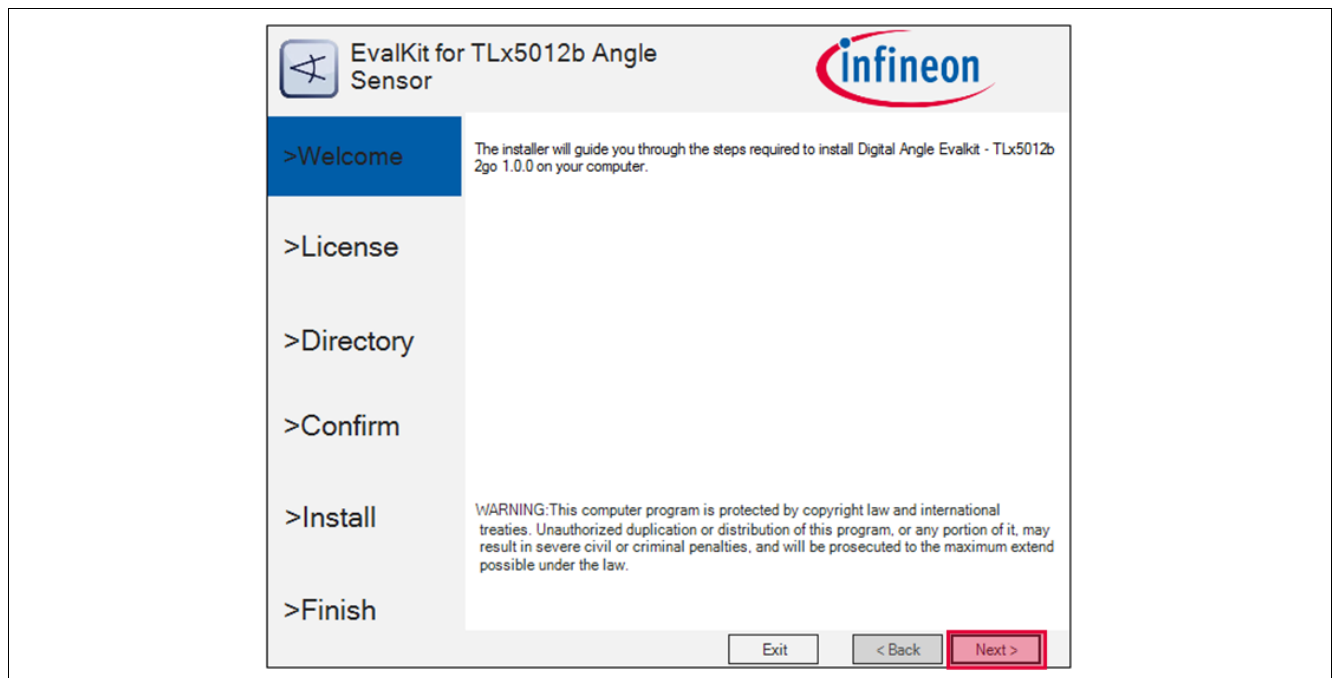 EvalKit for TLx5012b Angle
Sensor
infineon
>Welcome
The installer will guide you through the steps required to install Digital Angle Evalkit - TLx5012b
2go 1.0.0 on your computer.
>License
>Directory
>Confirm
>Install
WARNING:This computer program is protected by copyright law and international
treaties. Unauthorized duplication or distribution of this program, or any portion of it, may
result in severe civil or criminal penalties, and will be prosecuted to the maximum extend
possible under the law.
>Finish
Exit
< Back
Next >